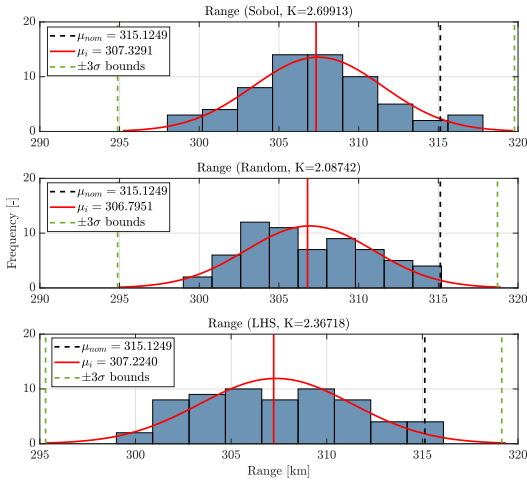 Range (Sobol, K=2.69913)
20
10
0
μ_nom = 315.1249
μ_i = 307.3291
±3σ bounds
290 295 300 305 310 315 320
Range (Random, K=2.08742)
Frequency [-]
20
10
0
μ_nom = 315.1249
μ_i = 306.7951
±3σ bounds
290 295 300 305 310 315 320
Range (LHS, K=2.36718)
20
10
0
μ_nom = 315.1249
μ_i = 307.2240
±3σ bounds
295 300 305 310 315 320
Range [km]